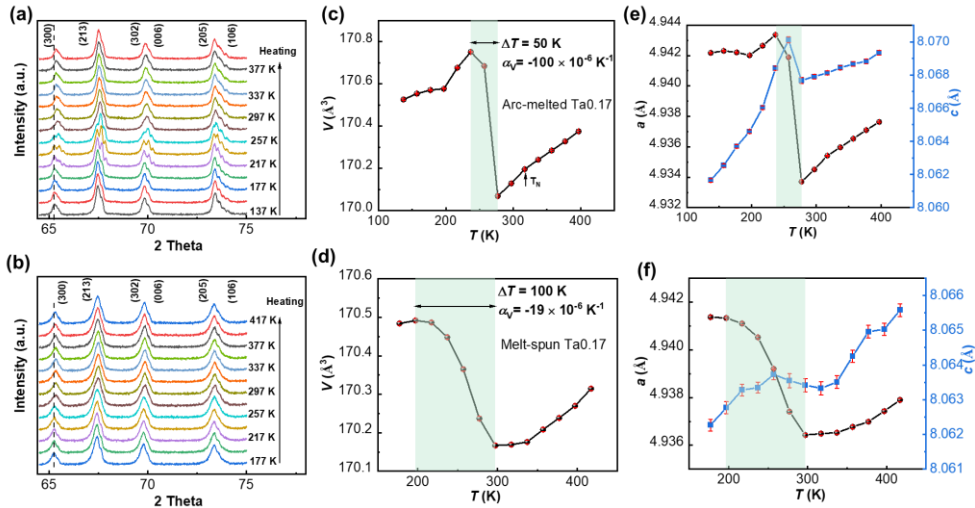 (a)
(300)
(213)
(302)
(006)
(205)
(106)
Heating
377 K
337 K
297 K
257 K
217 K
177 K
137 K
Intensity (a.u.)
65
70
75
2 Theta
(c)
170.8
170.6
170.4
170.2
170.0
V (Å³)
ΔT = 50 K
αV= -100 × 10⁻⁶ K⁻¹
Arc-melted Ta0.17
TN
100
200
300
400
T (K)
(e)
4.944
4.942
4.940
4.938
4.936
4.934
4.932
a (Å)
8.070
8.068
8.066
8.064
8.062
8.060
c (Å)
100
200
300
400
T (K)
(b)
(300)
(213)
(302)
(006)
(205)
(106)
Heating
417 K
377 K
337 K
297 K
257 K
217 K
177 K
Intensity (a.u.)
65
70
75
2 Theta
(d)
170.6
170.5
170.4
170.3
170.2
170.1
V (Å³)
ΔT = 100 K
αV= -19 × 10⁻⁶ K⁻¹
Melt-spun Ta0.17
200
300
400
T (K)
(f)
4.942
4.940
4.938
4.936
a (Å)
8.066
8.065
8.064
8.063
8.062
8.061
c (Å)
200
300
400
T (K)